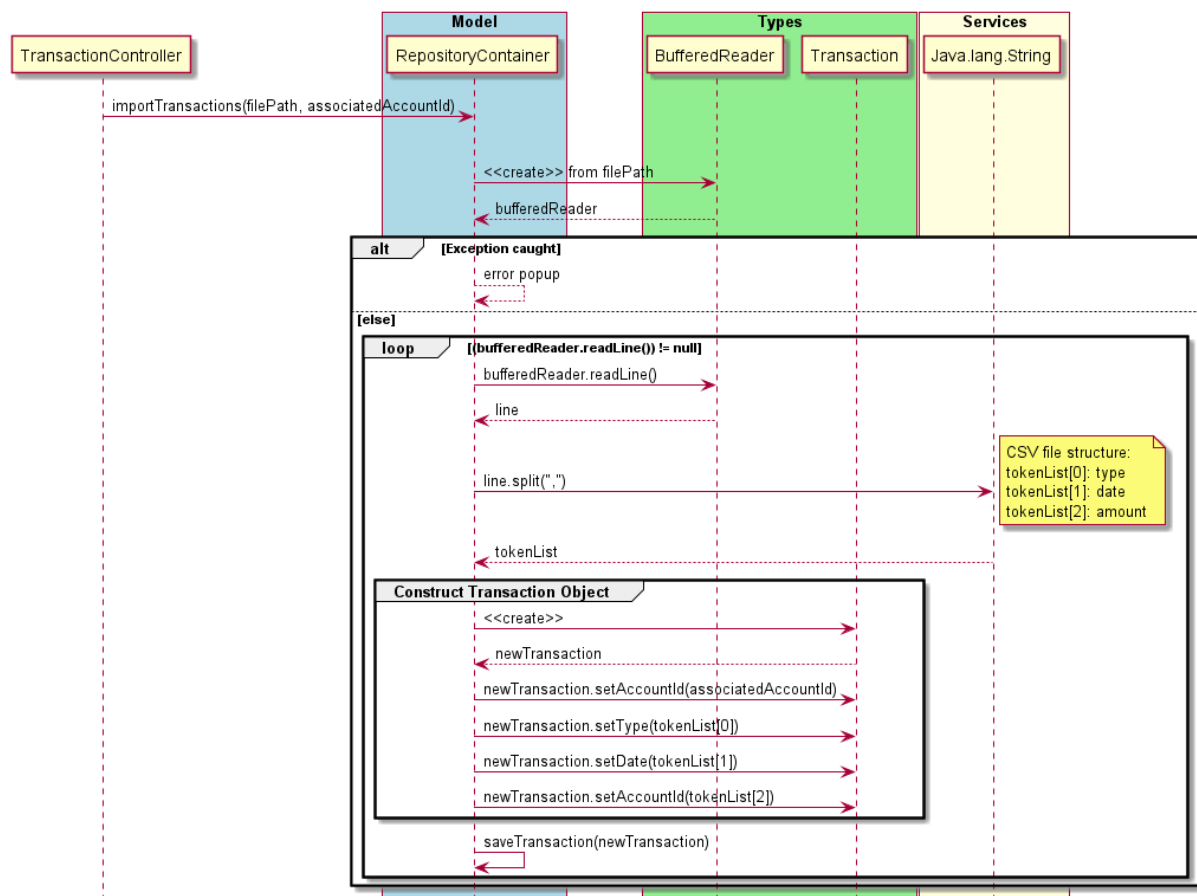 Model
Types
Services
TransactionController
RepositoryContainer
BufferedReader
Transaction
Java.lang.String
importTransactions(filePath, associatedAccountId)
<<create>> from filePath
bufferedReader
alt
[Exception caught]
error popup
[else]
loop
[(bufferedReader.readLine()) != null]
bufferedReader.readLine()
line
CSV file structure:
tokenList[0]: type
tokenList[1]: date
tokenList[2]: amount
line.split(",")
tokenList
Construct Transaction Object
<<create>>
newTransaction
newTransaction.setAccountId(associatedAccountId)
newTransaction.setType(tokenList[0])
newTransaction.setDate(tokenList[1])
newTransaction.setAccountId(tokenList[2])
saveTransaction(newTransaction)